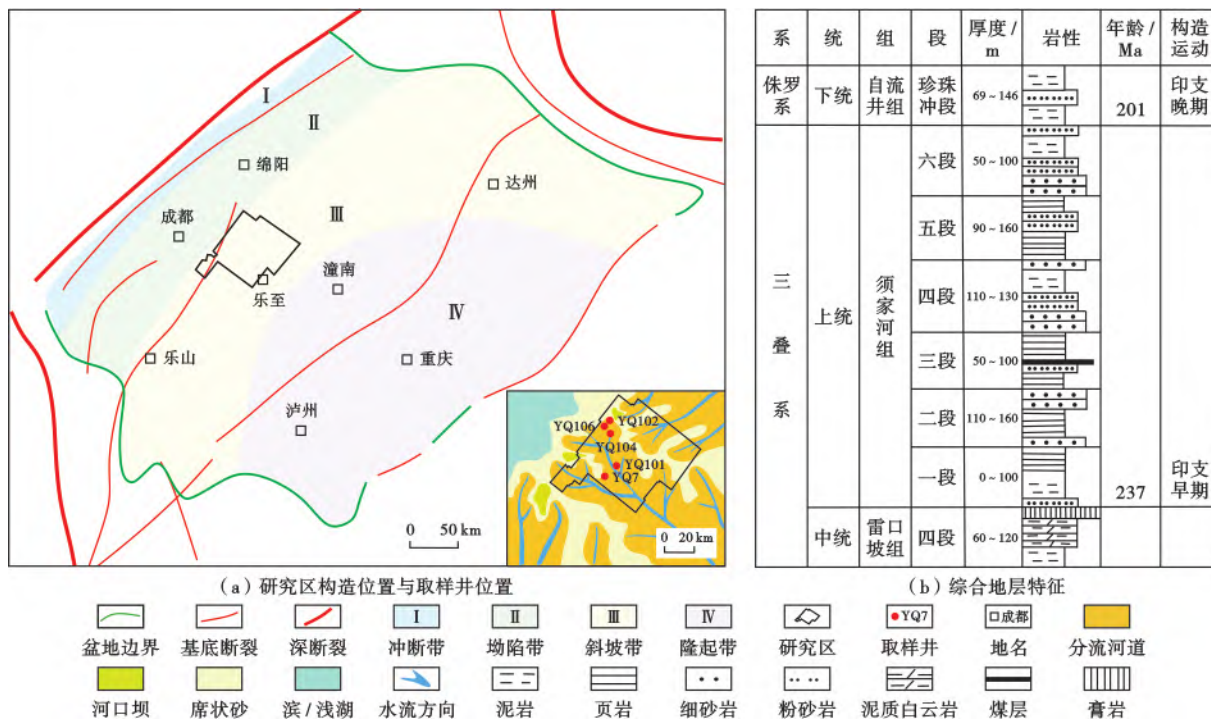 Ⅰ
Ⅱ
绵阳
达州
成都
Ⅲ
潼南
乐至
Ⅳ
乐山
重庆
泸州
0 50 km
YQ106
YQ102
YQ104
YQ101
YQ7
0 20 km
(a) 研究区构造位置与取样井位置
系 统 组 段 厚度/m 岩性 年龄/Ma 构造运动
侏罗系 下统 自流井组 珍珠冲段 69~146 201 印支晚期
三叠系 上统 须家河组 六段 50~100
五段 90~160
四段 110~130
三段 50~100
二段 110~160
一段 0~100 237 印支早期
中统 雷口坡组 四段 60~120
(b) 综合地层特征
Ⅰ Ⅱ Ⅲ Ⅳ YQ7 成都
盆地边界 基底断裂 深断裂 冲断带 坳陷带 斜坡带 隆起带 研究区 取样井 地名 分流河道
河口坝 席状砂 滨/浅湖 水流方向 泥岩 页岩 细砂岩 粉砂岩 泥质白云岩 煤层 膏岩